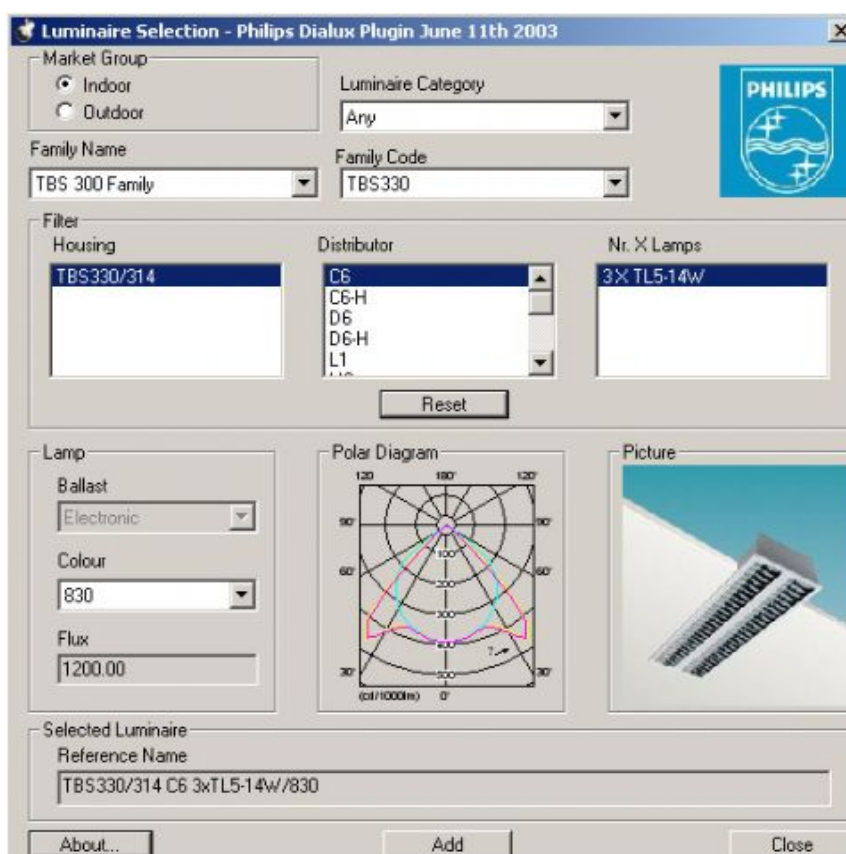 Luminaire Selection - Philips Dialux Plugin June 11th 2003
Market Group
Indoor
Outdoor
Luminaire Category
Any
PHILIPS
Family Name
TBS 300 Family
Family Code
TBS330
Filter
Housing
TBS330/314
Distributor
C6
C6-H
D6
D6-H
L1
Nr. X Lamps
3X TL5-14W
Reset
Lamp
Ballast
Electronic
Colour
830
Flux
1200.00
Polar Diagram
120 180° 120°
90° 90°
60° 60°
100
200
300
400
500
30° 30°
(cd/1000lm) 0°
Picture
Selected Luminaire
Reference Name
TBS330/314 C6 3xTL5-14W/830
About... Add Close